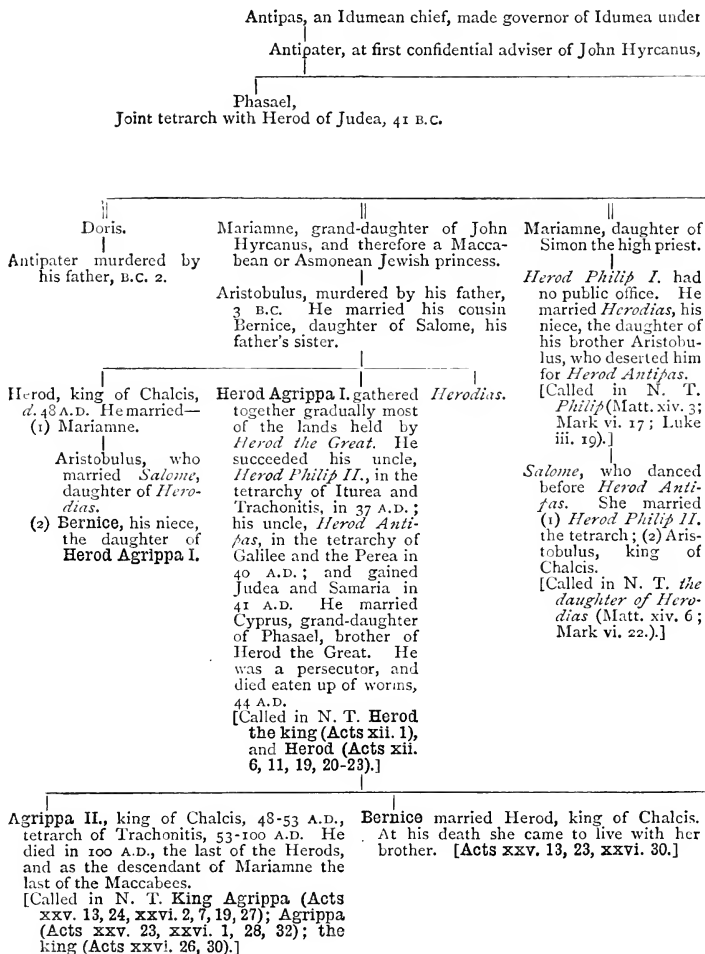 Antipas, an Idumean chief, made governor of Idumea under
Antipater, at first confidential adviser of John Hyrcanus,
Phasael,
Joint tetrarch with Herod of Judea, 41 B.C.
Doris.
Antipater murdered by
his father, B.C. 2.
Mariamne, grand-daughter of John
Hyrcanus, and therefore a Macca-
bean or Asmonean Jewish princess.
Aristobulus, murdered by his father,
3 B.C. He married his cousin
Bernice, daughter of Salome, his
father's sister.
Mariamne, daughter of
Simon the high priest.
Herod Philip I. had
no public office. He
married Herodias, his
niece, the daughter of
his brother Aristobu-
lus, who deserted him
for Herod Antipas.
[Called in N. T.
Philip (Matt. xiv. 3;
Mark vi. 17; Luke
iii. 19).]
Salome, who danced
before Herod Anti-
pas. She married
(1) Herod Philip II.
the tetrarch; (2) Aris-
tobulus, king of
Chalcis.
[Called in N. T. the
daughter of Hero-
dias (Matt. xiv. 6;
Mark vi. 22.).]
Herod, king of Chalcis,
d. 48 A.D. He married—
(1) Mariamne.
Aristobulus, who
married Salome,
daughter of Hero-
dias.
(2) Bernice, his niece,
the daughter of
Herod Agrippa I.
Herod Agrippa I. gathered
together gradually most
of the lands held by
Herod the Great. He
succeeded his uncle,
Herod Philip II., in the
tetrarchy of Iturea and
Trachonitis, in 37 A.D.;
his uncle, Herod Anti-
pas, in the tetrarchy of
Galilee and the Perea in
40 A.D.; and gained
Judea and Samaria in
41 A.D. He married
Cyprus, grand-daughter
of Phasael, brother of
Herod the Great. He
was a persecutor, and
died eaten up of worms,
44 A.D.
[Called in N. T. Herod
the king (Acts xii. 1),
and Herod (Acts xii.
6, 11, 19, 20-23).]
Herodias.
Agrippa II., king of Chalcis, 48-53 A.D.,
tetrarch of Trachonitis, 53-100 A.D. He
died in 100 A.D., the last of the Herods,
and as the descendant of Mariamne the
last of the Maccabees.
[Called in N. T. King Agrippa (Acts
xxv. 13, 24, xxvi. 2, 7, 19, 27); Agrippa
(Acts xxv. 23, xxvi. 1, 28, 32); the
king (Acts xxvi. 26, 30).]
Bernice married Herod, king of Chalcis.
At his death she came to live with her
brother. [Acts xxv. 13, 23, xxvi. 30.]